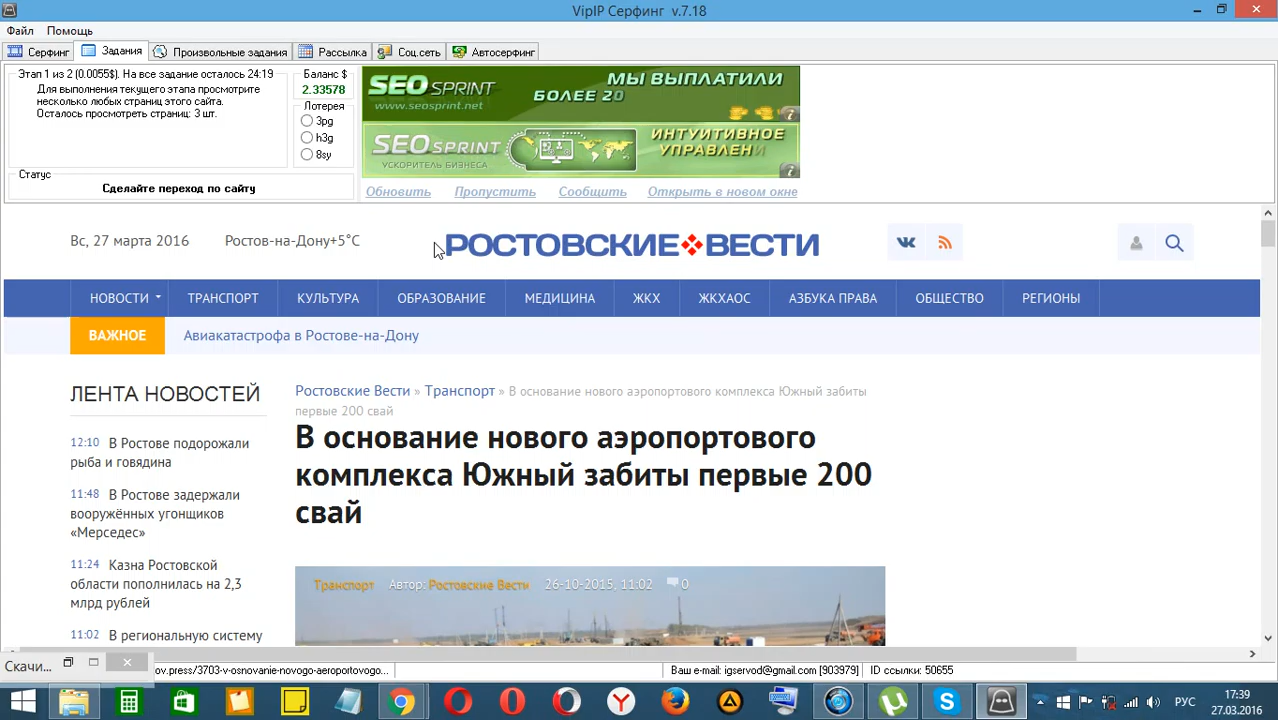 VipIP Серфинг v.7.18
Файл Помощь
Серфинг Задания Произвольные задания Рассылка Соц.сеть Автосерфинг
Этап 1 из 2 (0.0055$). На все задание осталось 24:19
Для выполнения текущего этапа просмотрите
несколько любых страниц этого сайта.
Осталось просмотреть страниц: 3 шт.
Баланс $
2.33578
Лотерея
3pg
h3g
8sy
Статус
Сделайте переход по сайту
SEO SPRINT
www.seosprint.net
МЫ ВЫПЛАТИЛИ
БОЛЕЕ 20
SEO SPRINT
УСКОРИТЕЛЬ БИЗНЕСА
ИНТУИТИВНОЕ
УПРАВЛЕН
Обновить Пропустить Сообщить Открыть в новом окне
Вс, 27 марта 2016 Ростов-на-Дону+5°C
РОСТОВСКИЕ ВЕСТИ
НОВОСТИ ТРАНСПОРТ КУЛЬТУРА ОБРАЗОВАНИЕ МЕДИЦИНА ЖКХ ЖКХАОС АЗБУКА ПРАВА ОБЩЕСТВО РЕГИОНЫ
ВАЖНОЕ Авиакатастрофа в Ростове-на-Дону
ЛЕНТА НОВОСТЕЙ
12:10 В Ростове подорожали
рыба и говядина
11:48 В Ростове задержали
вооружённых угонщиков
«Мерседес»
11:24 Казна Ростовской
области пополнилась на 2,3
млрд рублей
11:02 В региональную систему
Ростовские Вести » Транспорт » В основание нового аэропортового комплекса Южный забиты
первые 200 свай
В основание нового аэропортового
комплекса Южный забиты первые 200
свай
Транспорт Автор: Ростовские Вести 26-10-2015, 11:02 0
Скачи...
ov.press/3703-v-osnovanie-novogo-aeroportovogo...
Ваш e-mail: igservod@gmail.com [903979] ID ссылки: 50655
РУС
17:39
27.03.2016